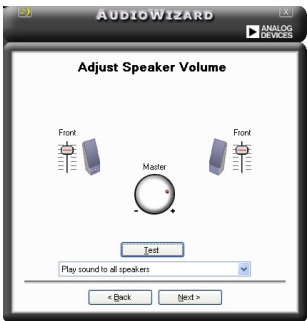 AUDIOWIZARD
ANALOG
DEVICES
Adjust Speaker Volume
Front
Front
Master
- +
Test
Play sound to all speakers
< Back
Next >